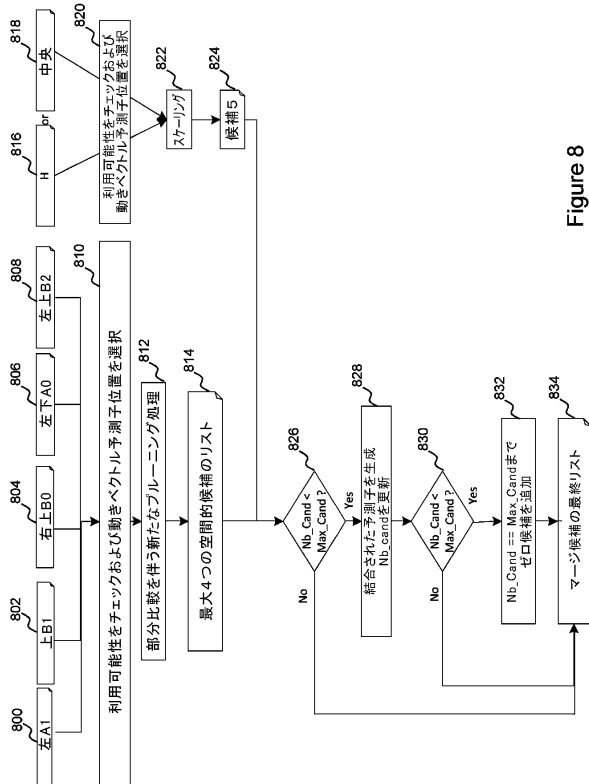 800
左A1
802
上B1
804
右上B0
806
左下A0
808
左上B2
816
H
or
818
中央
810
利用可能性をチェックおよび動きベクトル予測子位置を選択
820
利用可能性をチェックおよび
動きベクトル予測子位置を選択
812
部分比較を伴う新たなプルーニング処理
822
スケーリング
814
最大4つの空間的候補のリスト
824
候補5
826
Nb_Cand <
Max_Cand ?
No
Yes
828
結合された予測子を生成
Nb_candを更新
830
Nb_Cand <
Max_Cand ?
No
Yes
832
Nb_Cand == Max_Candまで
ゼロ候補を追加
834
マージ候補の最終リスト
Figure 8